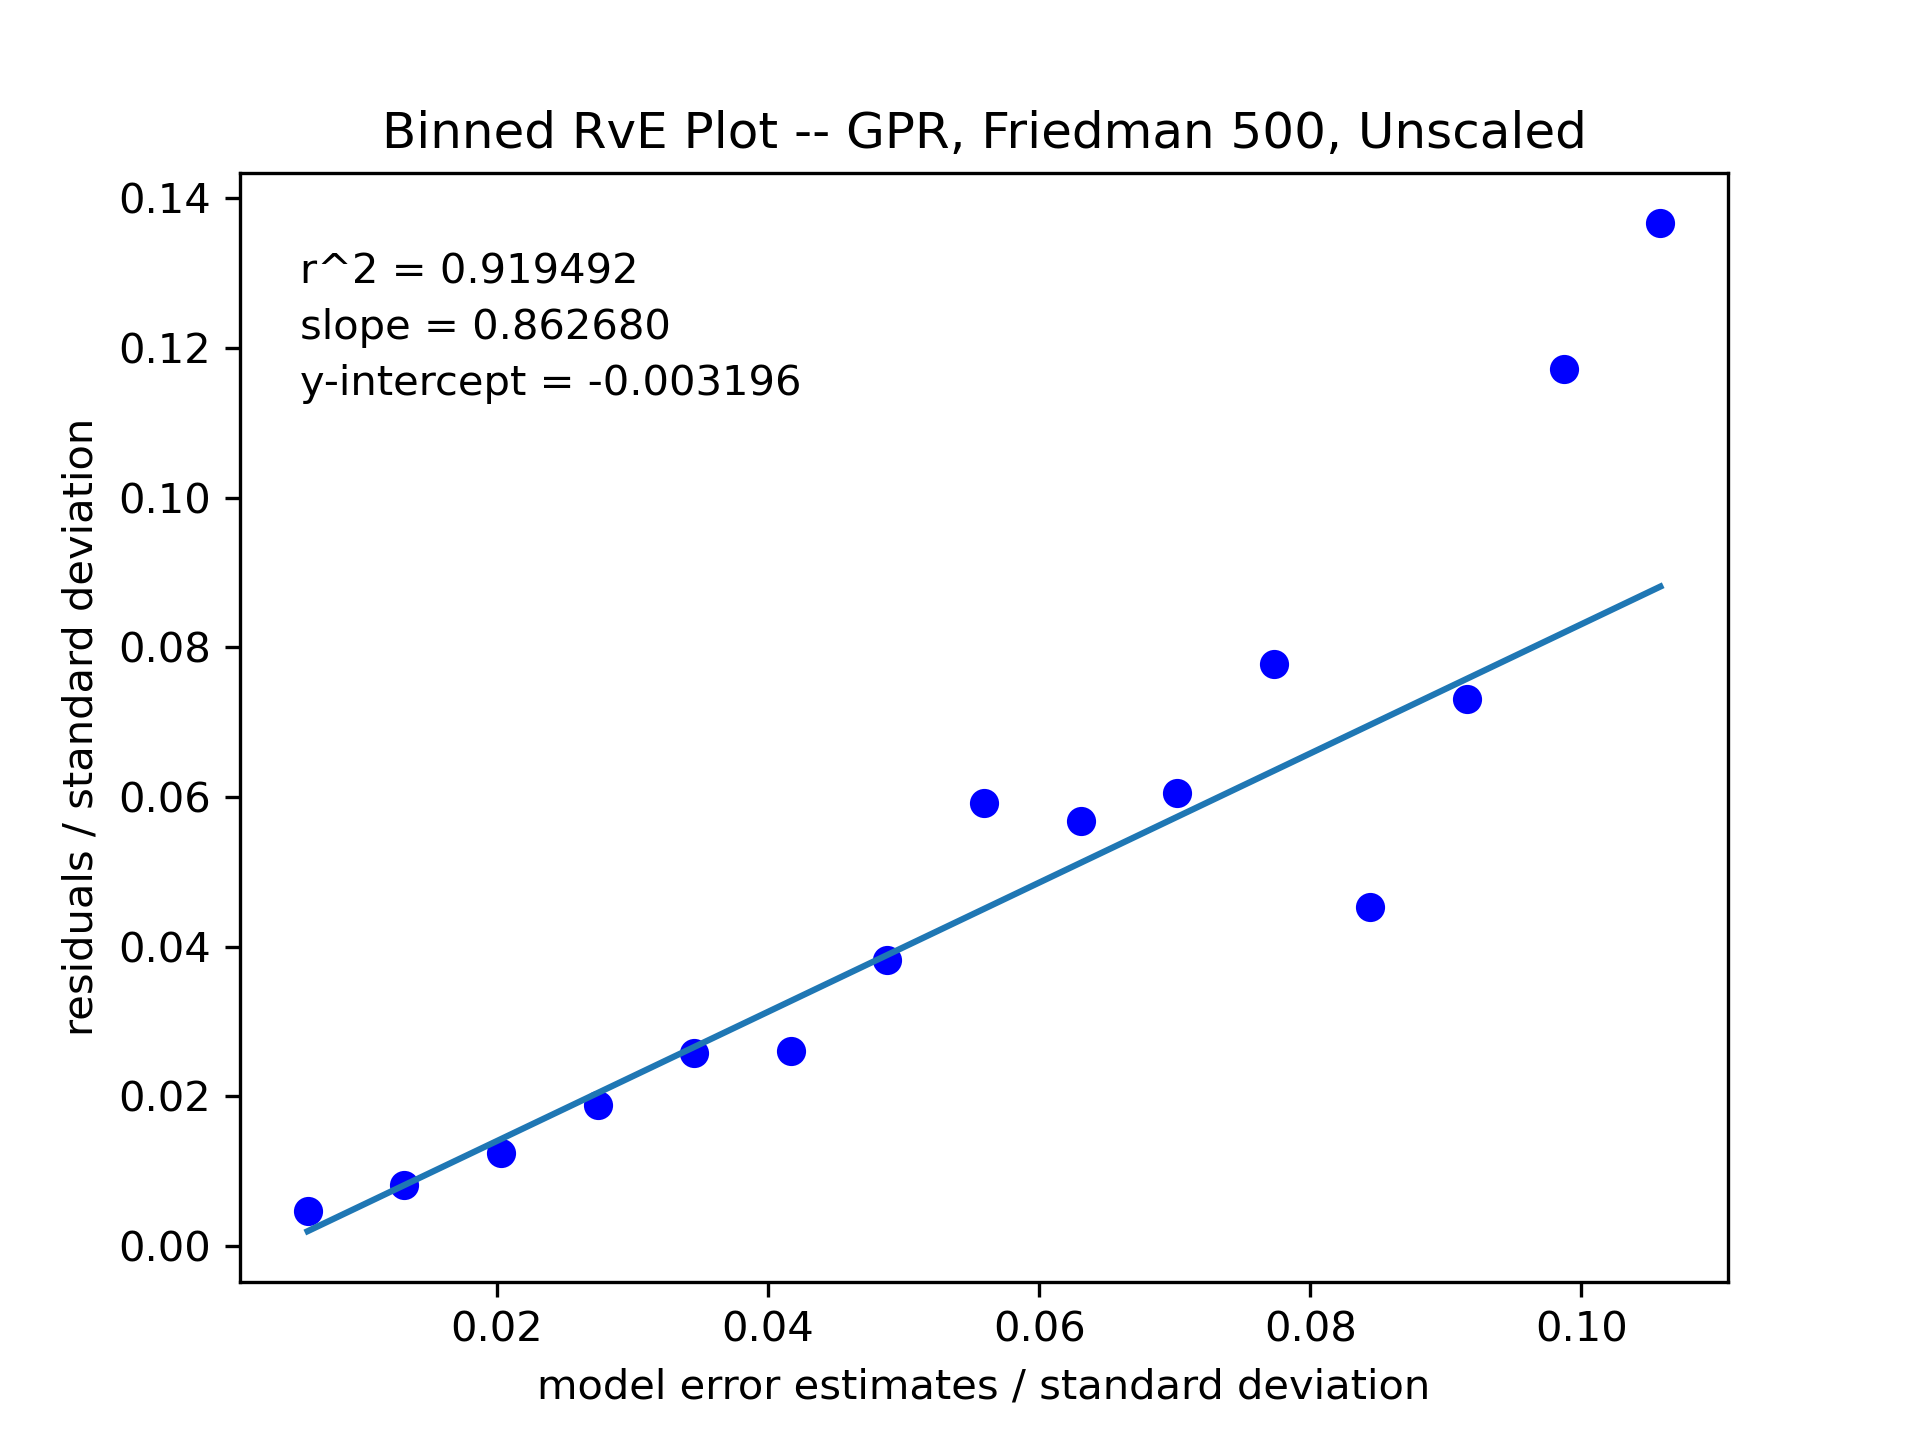 Binned RvE Plot -- GPR, Friedman 500, Unscaled
r^2 = 0.919492
slope = 0.862680
y-intercept = -0.003196
0.14
0.12
0.10
0.08
0.06
0.04
0.02
0.00
residuals / standard deviation
0.02 0.04 0.06 0.08 0.10
model error estimates / standard deviation